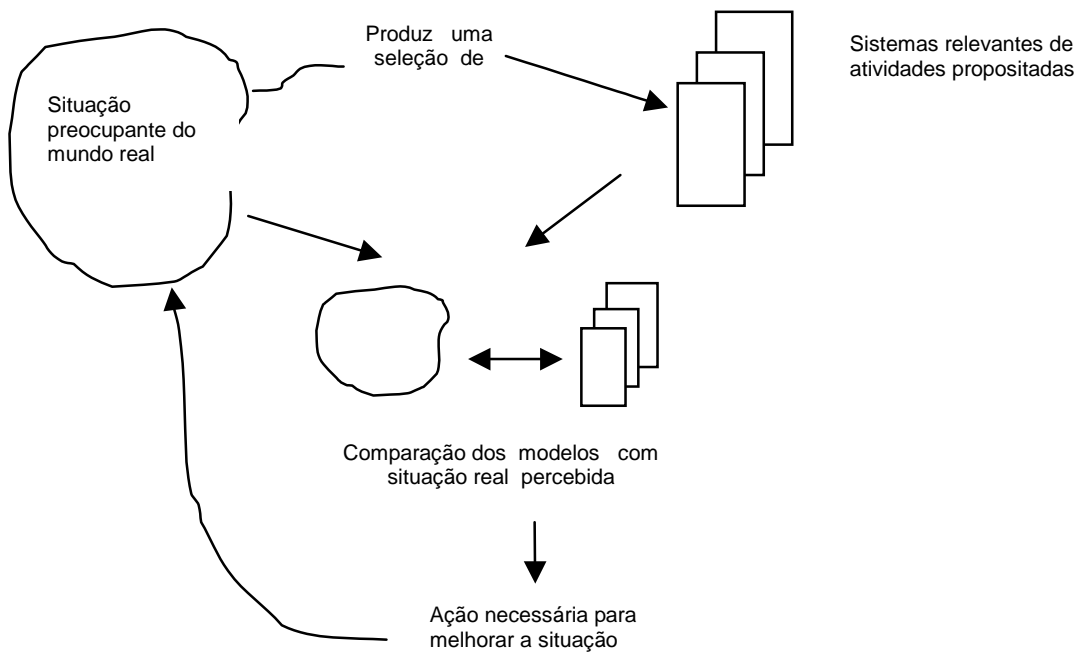 Produz uma
seleção de
Sistemas relevantes de
atividades propositadas
Situação
preocupante do
mundo real
Comparação dos modelos com
situação real percebida
Ação necessária para
melhorar a situação